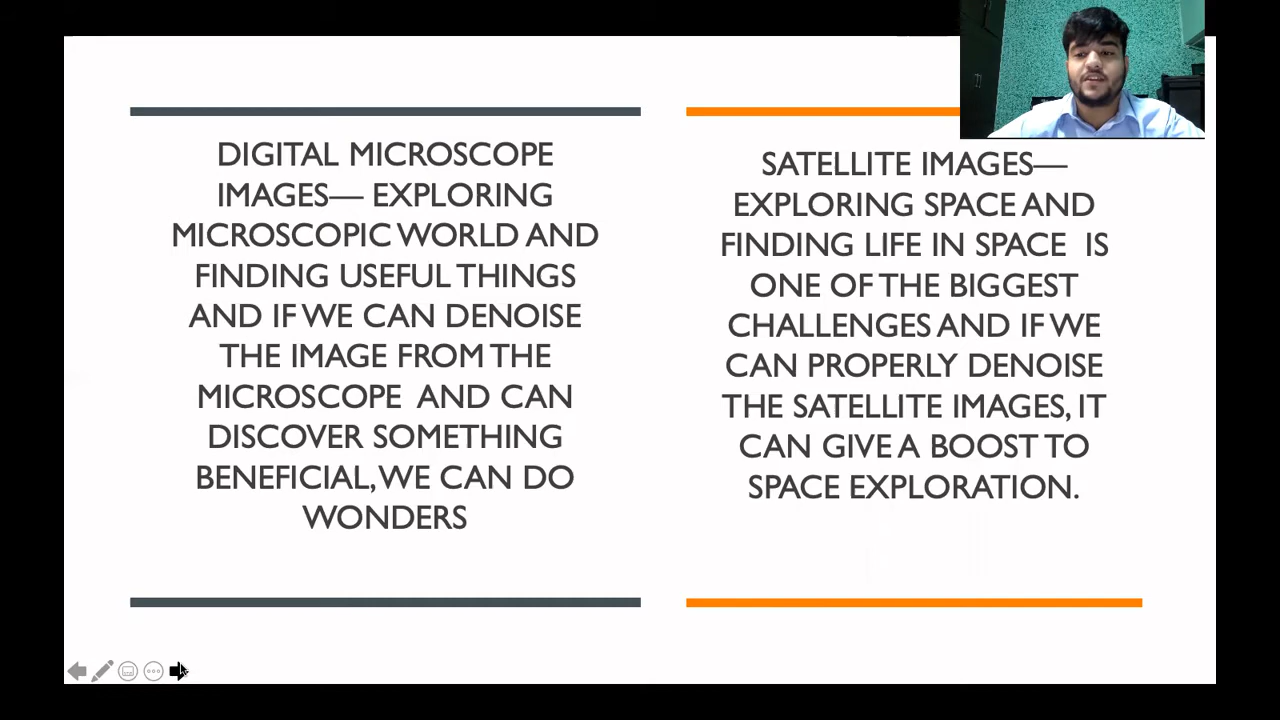 DIGITAL MICROSCOPE
IMAGES— EXPLORING
MICROSCOPIC WORLD AND
FINDING USEFUL THINGS
AND IF WE CAN DENOISE
THE IMAGE FROM THE
MICROSCOPE  AND CAN
DISCOVER SOMETHING
BENEFICIAL, WE CAN DO
WONDERS
SATELLITE IMAGES—
EXPLORING SPACE AND
FINDING LIFE IN SPACE  IS
ONE OF THE BIGGEST
CHALLENGES AND IF WE
CAN PROPERLY DENOISE
THE SATELLITE IMAGES, IT
CAN GIVE A BOOST TO
SPACE EXPLORATION.